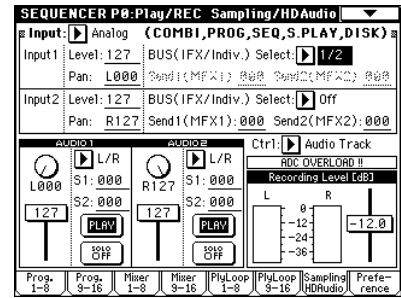 SEQUENCER P0:Play/REC Sampling/HDAudio
Input: Analog (COMBI,PROG,SEQ,S.PLAY,DISK)
Input1 Level: 127 BUS(IFX/Indiv.) Select: 1/2
Pan: L000 Send1(MFX1): 000 Send2(MFX2): 000
Input2 Level: 127 BUS(IFX/Indiv.) Select: Off
Pan: R127 Send1(MFX1): 000 Send2(MFX2): 000
AUDIO 1 AUDIO 2 Ctrl: Audio Track
L/R L/R ADC OVERLOAD !!
L000 S1: 000 R127 S1: 000 Recording Level [dB]
S2: 000 S2: 000 L R
127 PLAY 127 PLAY 0
-12 -12.0
-24
SOLO OFF SOLO OFF -36
Prog. 1-8 Prog. 9-16 Mixer 1-8 Mixer 9-16 PlyLoop 1-8 PlyLoop 9-16 Sampling HDRAudio Prefe-rence